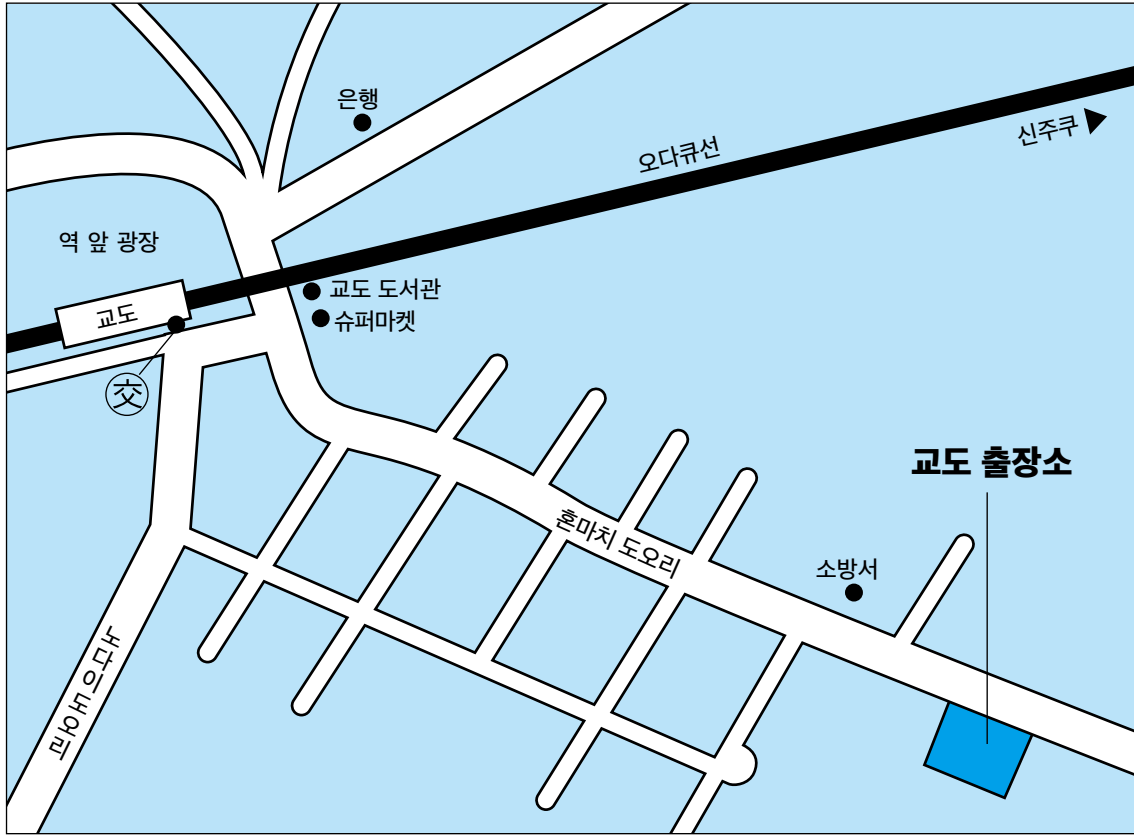 은행
오다큐선
신주쿠
역 앞 광장
교도
교도 도서관
슈퍼마켓
交
교도 출장소
혼마치 도오리
소방서
노다이도오리